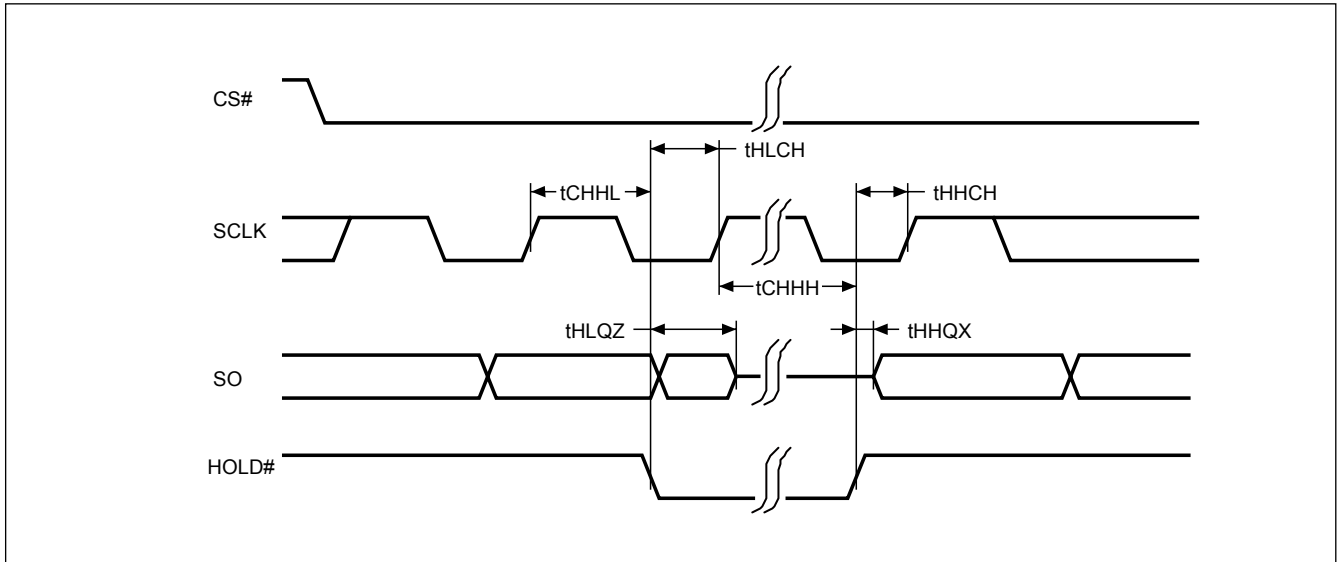 CS#
tHLCH
tCHHL
tHHCH
SCLK
tCHHH
tHLQZ
tHHQX
SO
HOLD#